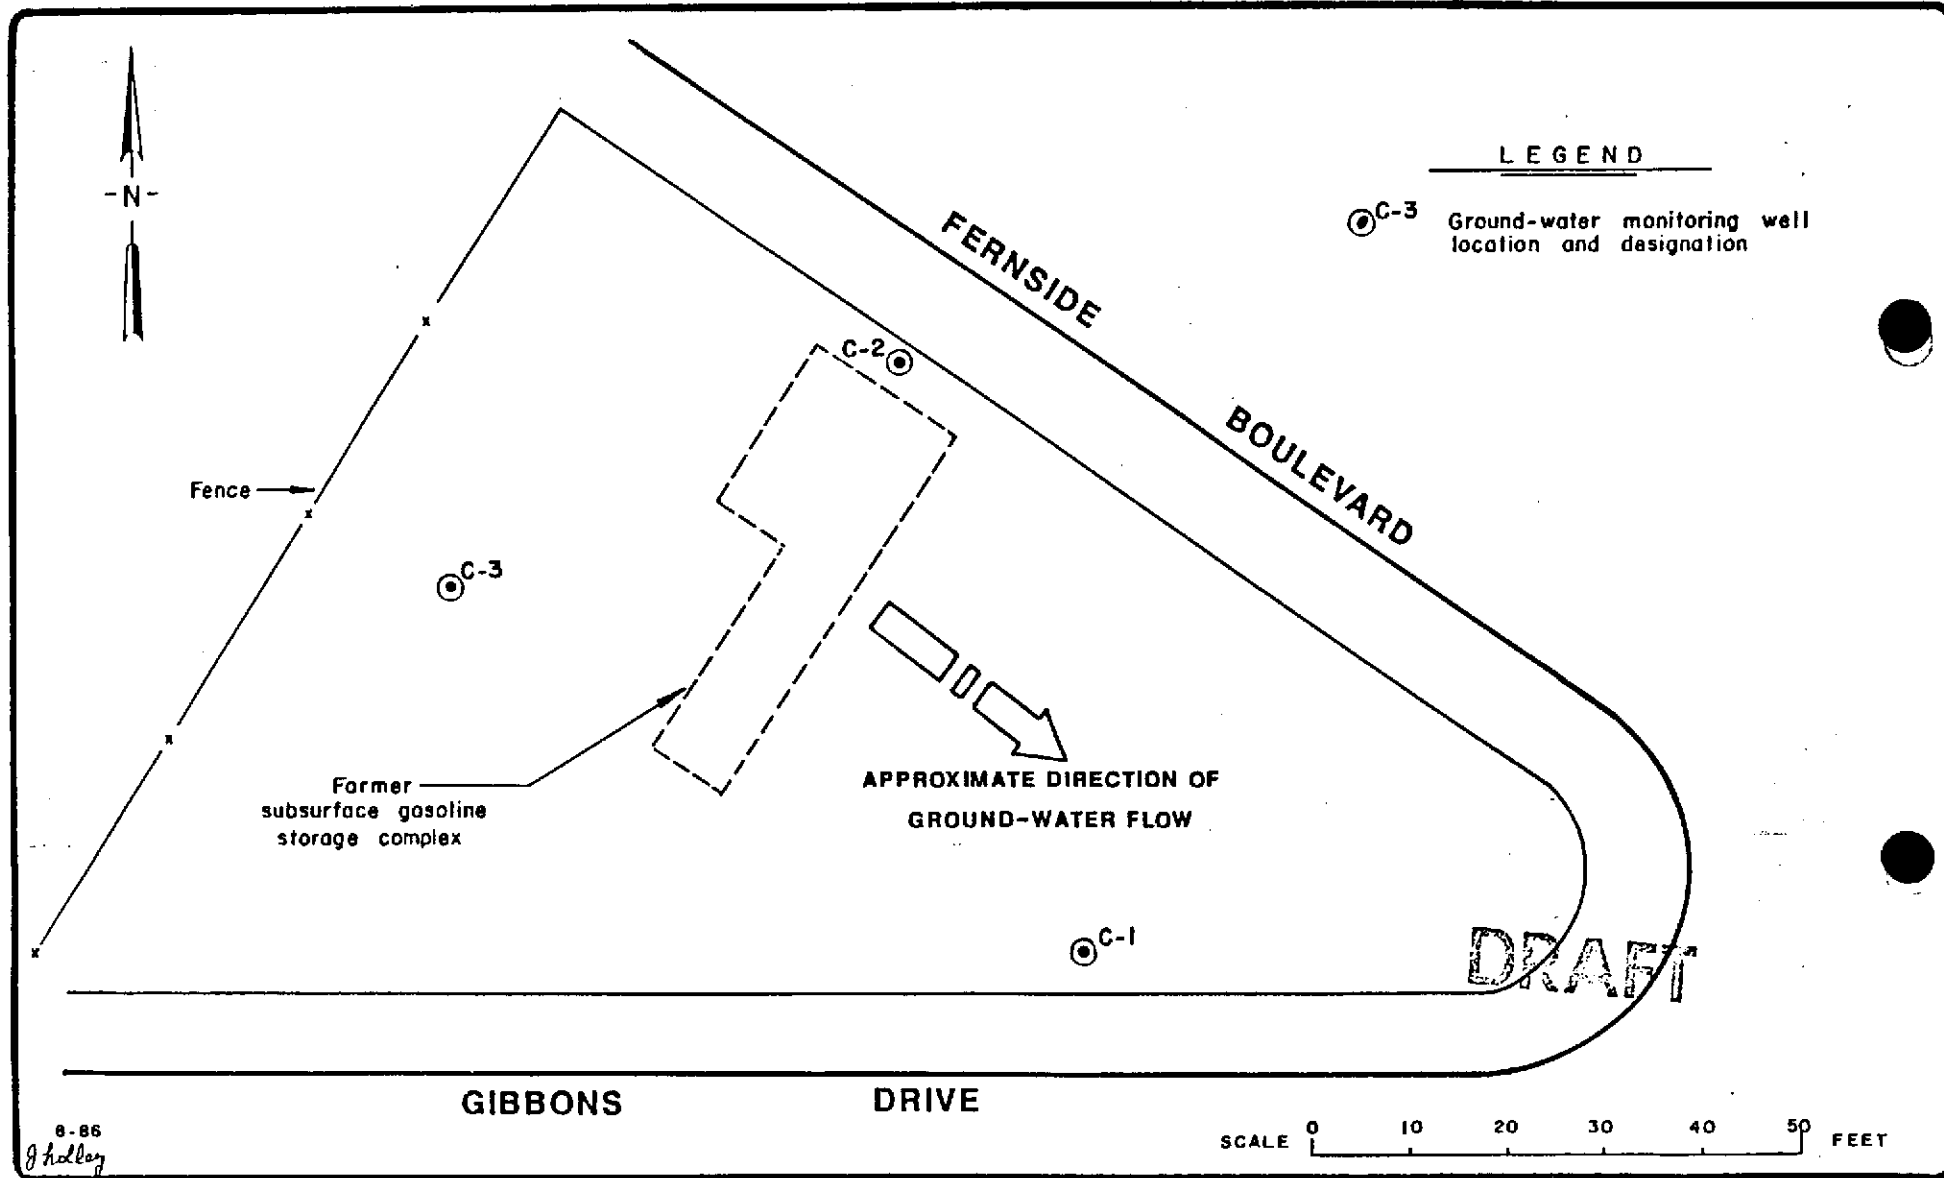 -N-
LEGEND
C-3
Ground-water monitoring well
location and designation
FERNSIDE
BOULEVARD
C-2
Fence
C-3
Former
subsurface gasoline
storage complex
APPROXIMATE DIRECTION OF
GROUND-WATER FLOW
C-1
DRAFT
GIBBONS DRIVE
8-86
J holley
SCALE 0 10 20 30 40 50 FEET